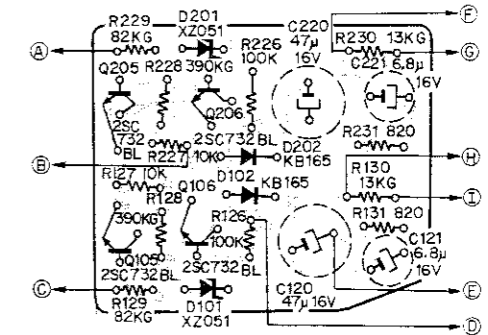 R229
82KG
D201
XZ051
C220
47μ
16V
R230 13KG
F
A
G
Q205
R228
390KG
R226
100K
C221 6.8μ
16V
Q206
2SC
732
BL
2SC732BL
R227
10K
D202
KB165
R231 820
B
H
R127 10K
Q106
D102
KB165
R130
13KG
I
R128
390KG
R126
100K
R131 820
Q105
2SC732BL
2SC732BL
C121
6.8μ
16V
C
R129
82KG
D101
XZ051
C120
47μ16V
E
D